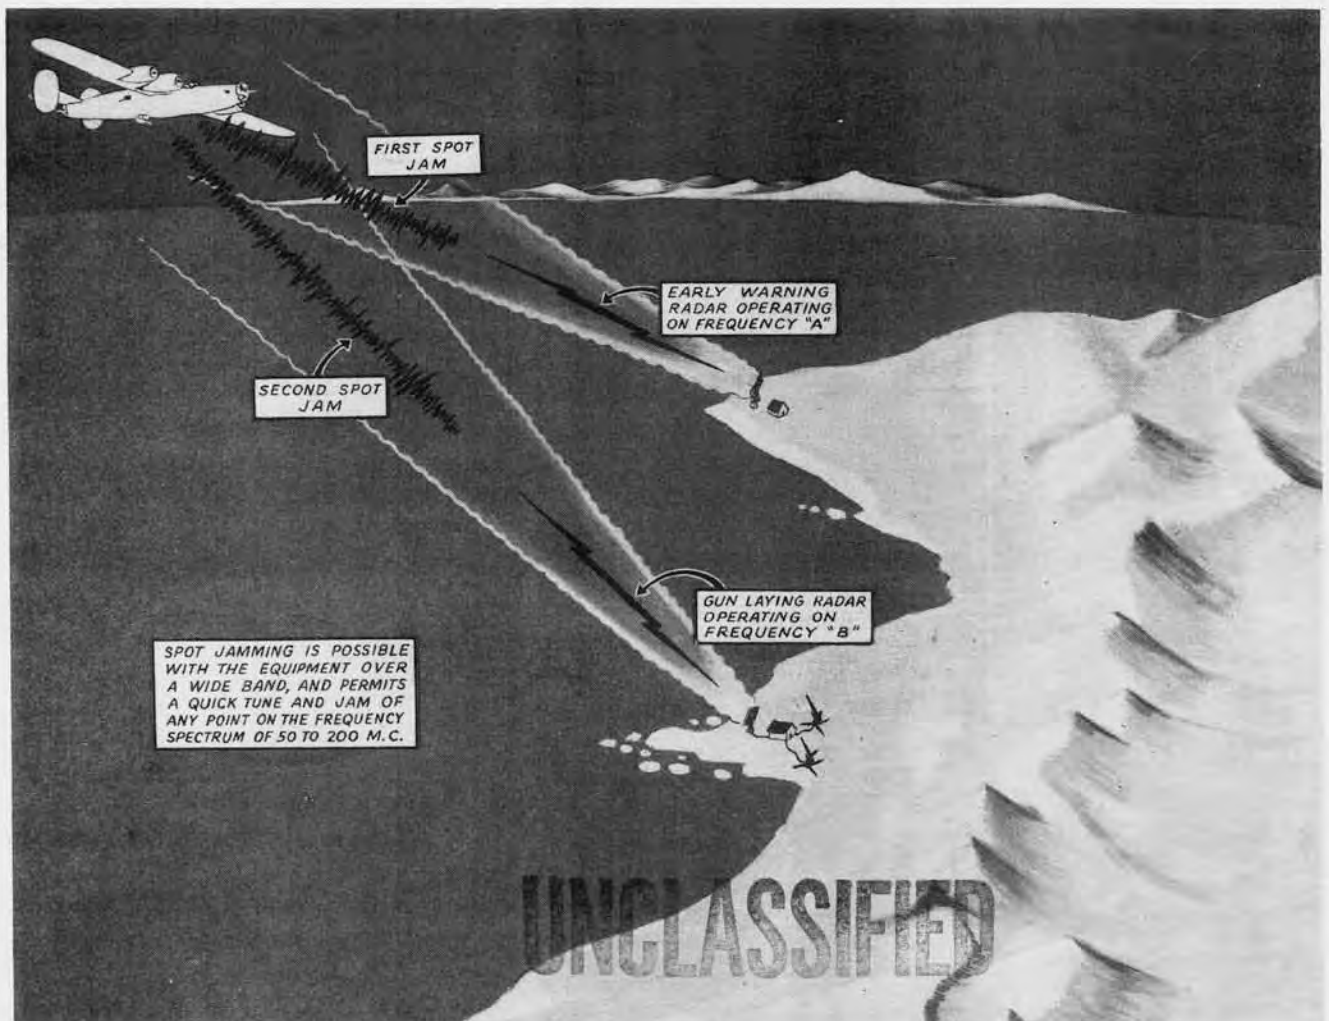 FIRST SPOT
JAM
EARLY WARNING
RADAR OPERATING
ON FREQUENCY "A"
SECOND SPOT
JAM
GUN LAYING RADAR
OPERATING ON
FREQUENCY "B"
SPOT JAMMING IS POSSIBLE
WITH THE EQUIPMENT OVER
A WIDE BAND, AND PERMITS
A QUICK TUNE AND JAM OF
ANY POINT ON THE FREQUENCY
SPECTRUM OF 50 TO 200 M.C.
UNCLASSIFIED